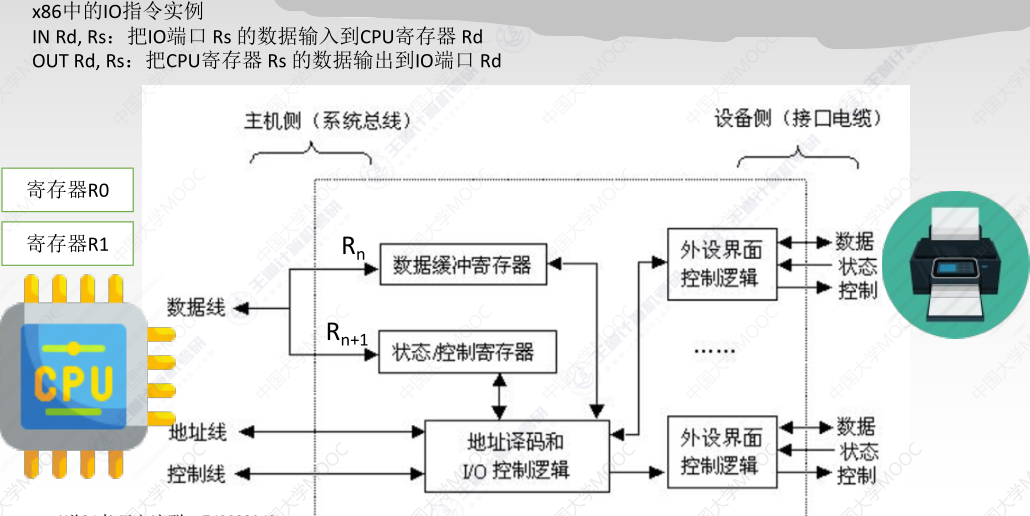 x86中的IO指令实例
IN Rd, Rs：把IO端口 Rs 的数据输入到CPU寄存器 Rd
OUT Rd, Rs：把CPU寄存器 Rs 的数据输出到IO端口 Rd
主机侧（系统总线）
设备侧（接口电缆）
寄存器R0
寄存器R1
Rn
数据缓冲寄存器
外设界面
控制逻辑
数据
状态
控制
数据线
Rn+1
状态/控制寄存器
……
CPU
地址线
控制线
地址译码和
I/O 控制逻辑
外设界面
控制逻辑
数据
状态
控制